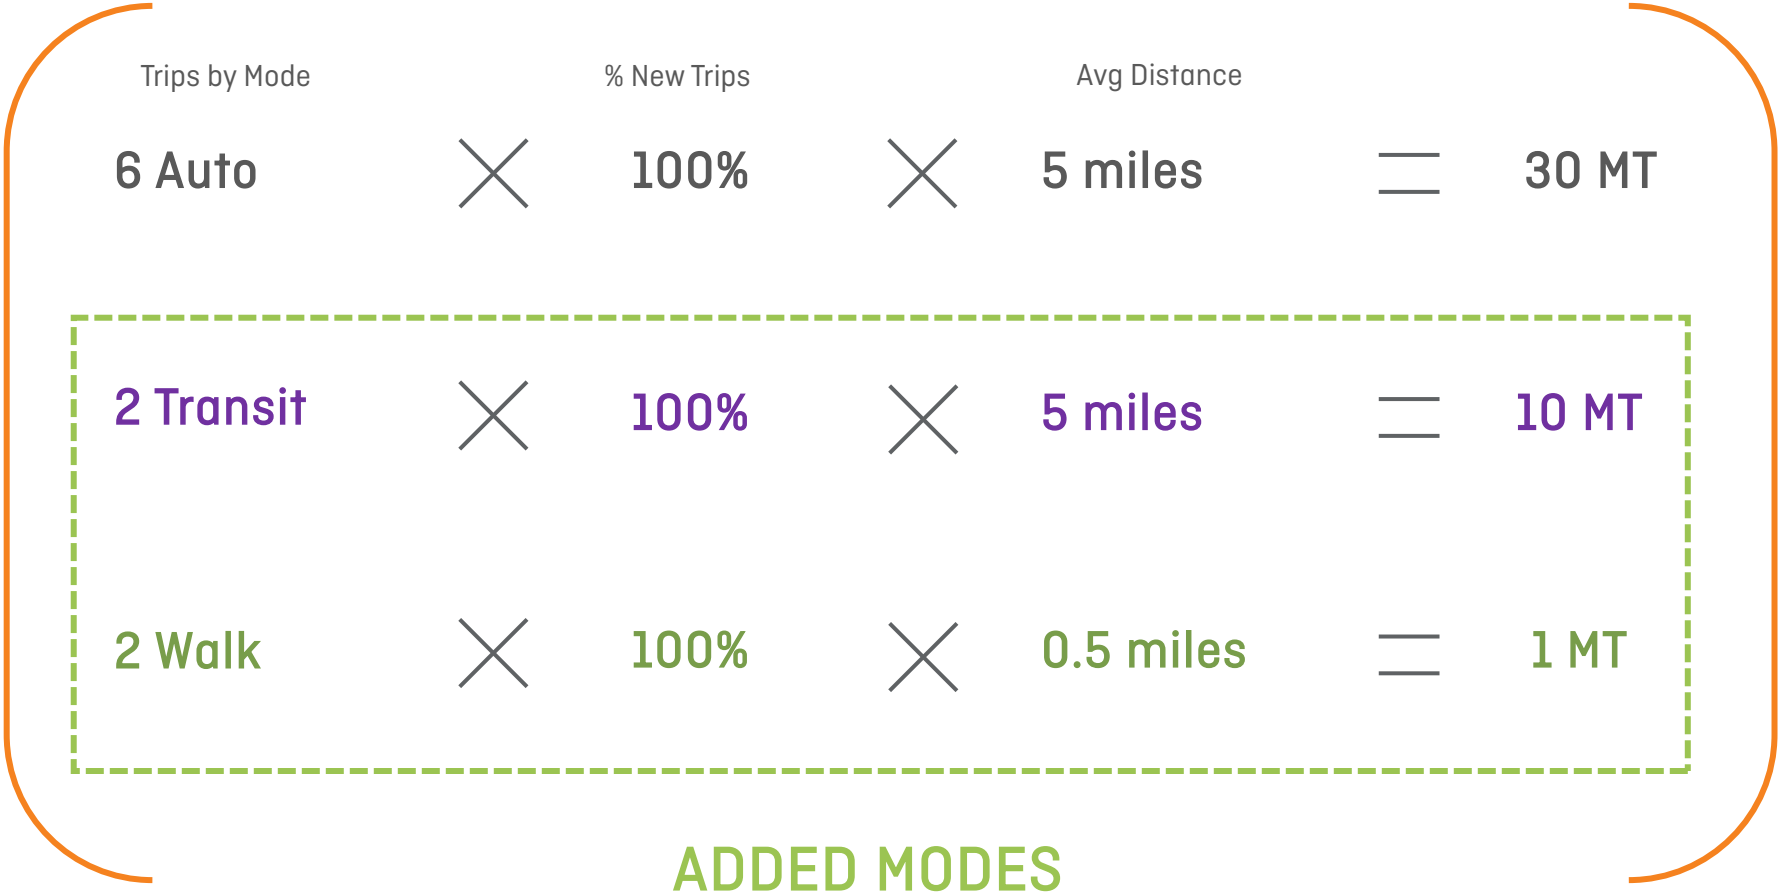 Trips by Mode % New Trips Avg Distance
6 Auto 100% 5 miles 30 MT
2 Transit 100% 5 miles 10 MT
2 Walk 100% 0.5 miles 1 MT
ADDED MODES